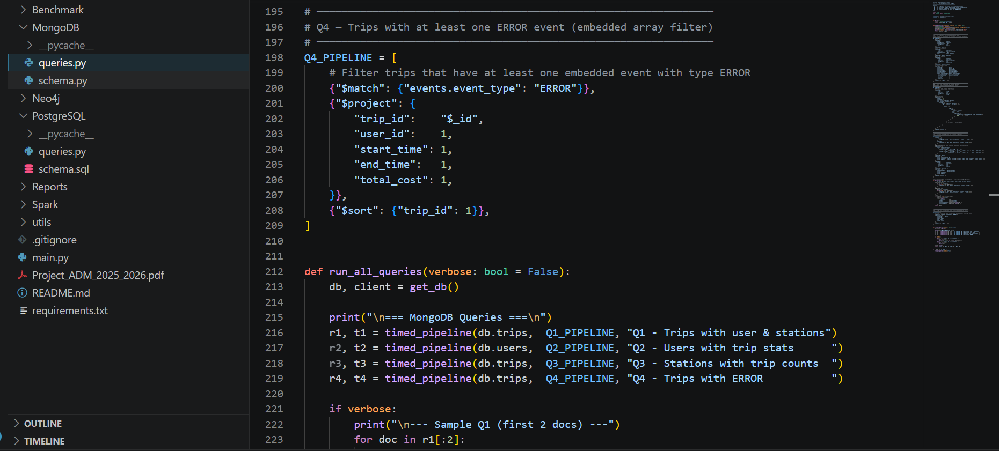 Benchmark
MongoDB
__pycache__
queries.py
schema.py
Neo4j
PostgreSQL
__pycache__
queries.py
schema.sql
Reports
Spark
utils
.gitignore
main.py
Project_ADM_2025_2026.pdf
README.md
requirements.txt
OUTLINE
TIMELINE
195 # ────────────────────────────────────────────────────────────────
196 # Q4 — Trips with at least one ERROR event (embedded array filter)
197 # ────────────────────────────────────────────────────────────────
198 Q4_PIPELINE = [
199     # Filter trips that have at least one embedded event with type ERROR
200     {"$match": {"events.event_type": "ERROR"}},
201     {"$project": {
202         "trip_id":    "$_id",
203         "user_id":    1,
204         "start_time": 1,
205         "end_time":   1,
206         "total_cost": 1,
207     }},
208     {"$sort": {"trip_id": 1}},
209 ]
210
211
212 def run_all_queries(verbose: bool = False):
213     db, client = get_db()
214
215     print("\n=== MongoDB Queries ===\n")
216     r1, t1 = timed_pipeline(db.trips,  Q1_PIPELINE, "Q1 - Trips with user & stations")
217     r2, t2 = timed_pipeline(db.users,  Q2_PIPELINE, "Q2 - Users with trip stats      ")
218     r3, t3 = timed_pipeline(db.trips,  Q3_PIPELINE, "Q3 - Stations with trip counts  ")
219     r4, t4 = timed_pipeline(db.trips,  Q4_PIPELINE, "Q4 - Trips with ERROR           ")
220
221     if verbose:
222         print("\n--- Sample Q1 (first 2 docs) ---")
223         for doc in r1[:2]: